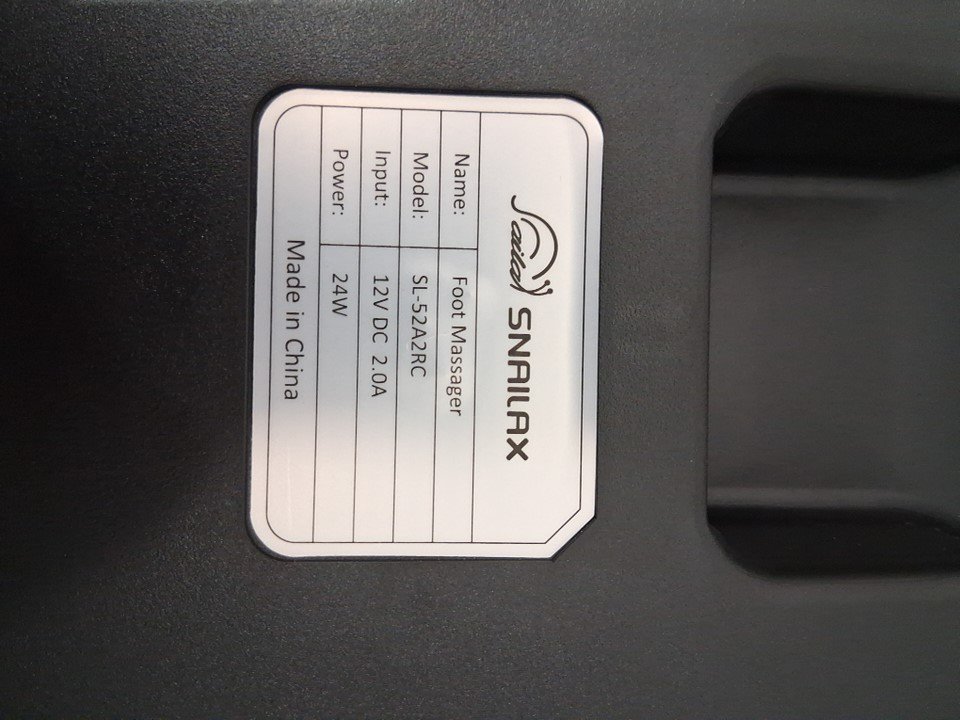 Snailax SNAILAX
Name: Foot Massager
Model: SL-52A2RC
Input: 12V DC 2.0A
Power: 24W
Made in China